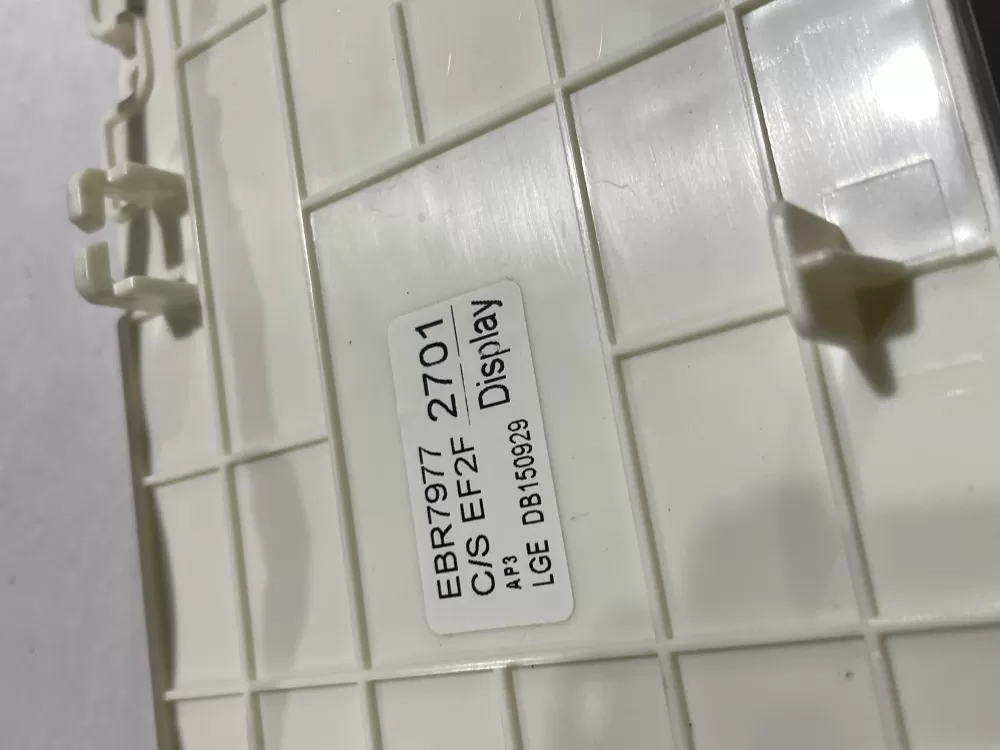 EBR7977 2701
C/S EF2F Display
AP3
LGE DB150929